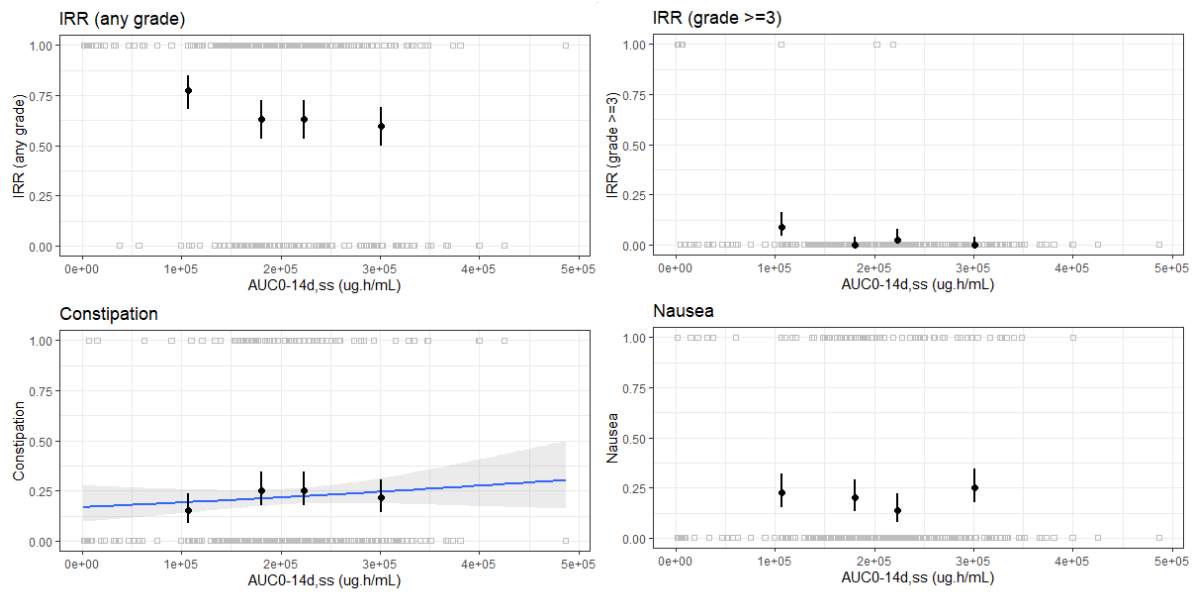 IRR (any grade)
IRR (any grade)
1.00
0.75
0.50
0.25
0.00
0e+00 1e+05 2e+05 3e+05 4e+05 5e+05
AUC0-14d,ss (ug.h/mL)
IRR (grade >=3)
IRR (grade >=3)
1.00
0.75
0.50
0.25
0.00
0e+00 1e+05 2e+05 3e+05 4e+05 5e+05
AUC0-14d,ss (ug.h/mL)
Constipation
Constipation
1.00
0.75
0.50
0.25
0.00
0e+00 1e+05 2e+05 3e+05 4e+05 5e+05
AUC0-14d,ss (ug.h/mL)
Nausea
Nausea
1.00
0.75
0.50
0.25
0.00
0e+00 1e+05 2e+05 3e+05 4e+05 5e+05
AUC0-14d,ss (ug.h/mL)